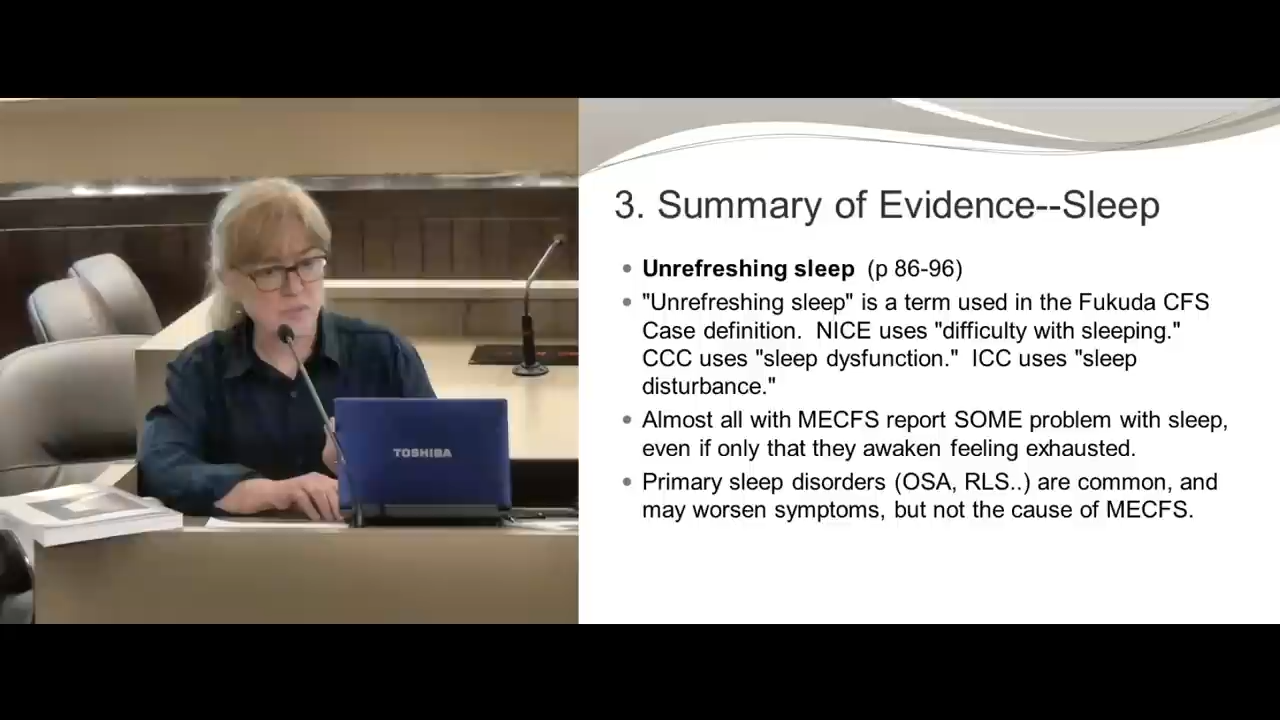 TOSHIBA
3. Summary of Evidence--Sleep
Unrefreshing sleep (p 86-96)
"Unrefreshing sleep" is a term used in the Fukuda CFS
Case definition. NICE uses "difficulty with sleeping."
CCC uses "sleep dysfunction." ICC uses "sleep
disturbance."
Almost all with MECFS report SOME problem with sleep,
even if only that they awaken feeling exhausted.
Primary sleep disorders (OSA, RLS..) are common, and
may worsen symptoms, but not the cause of MECFS.